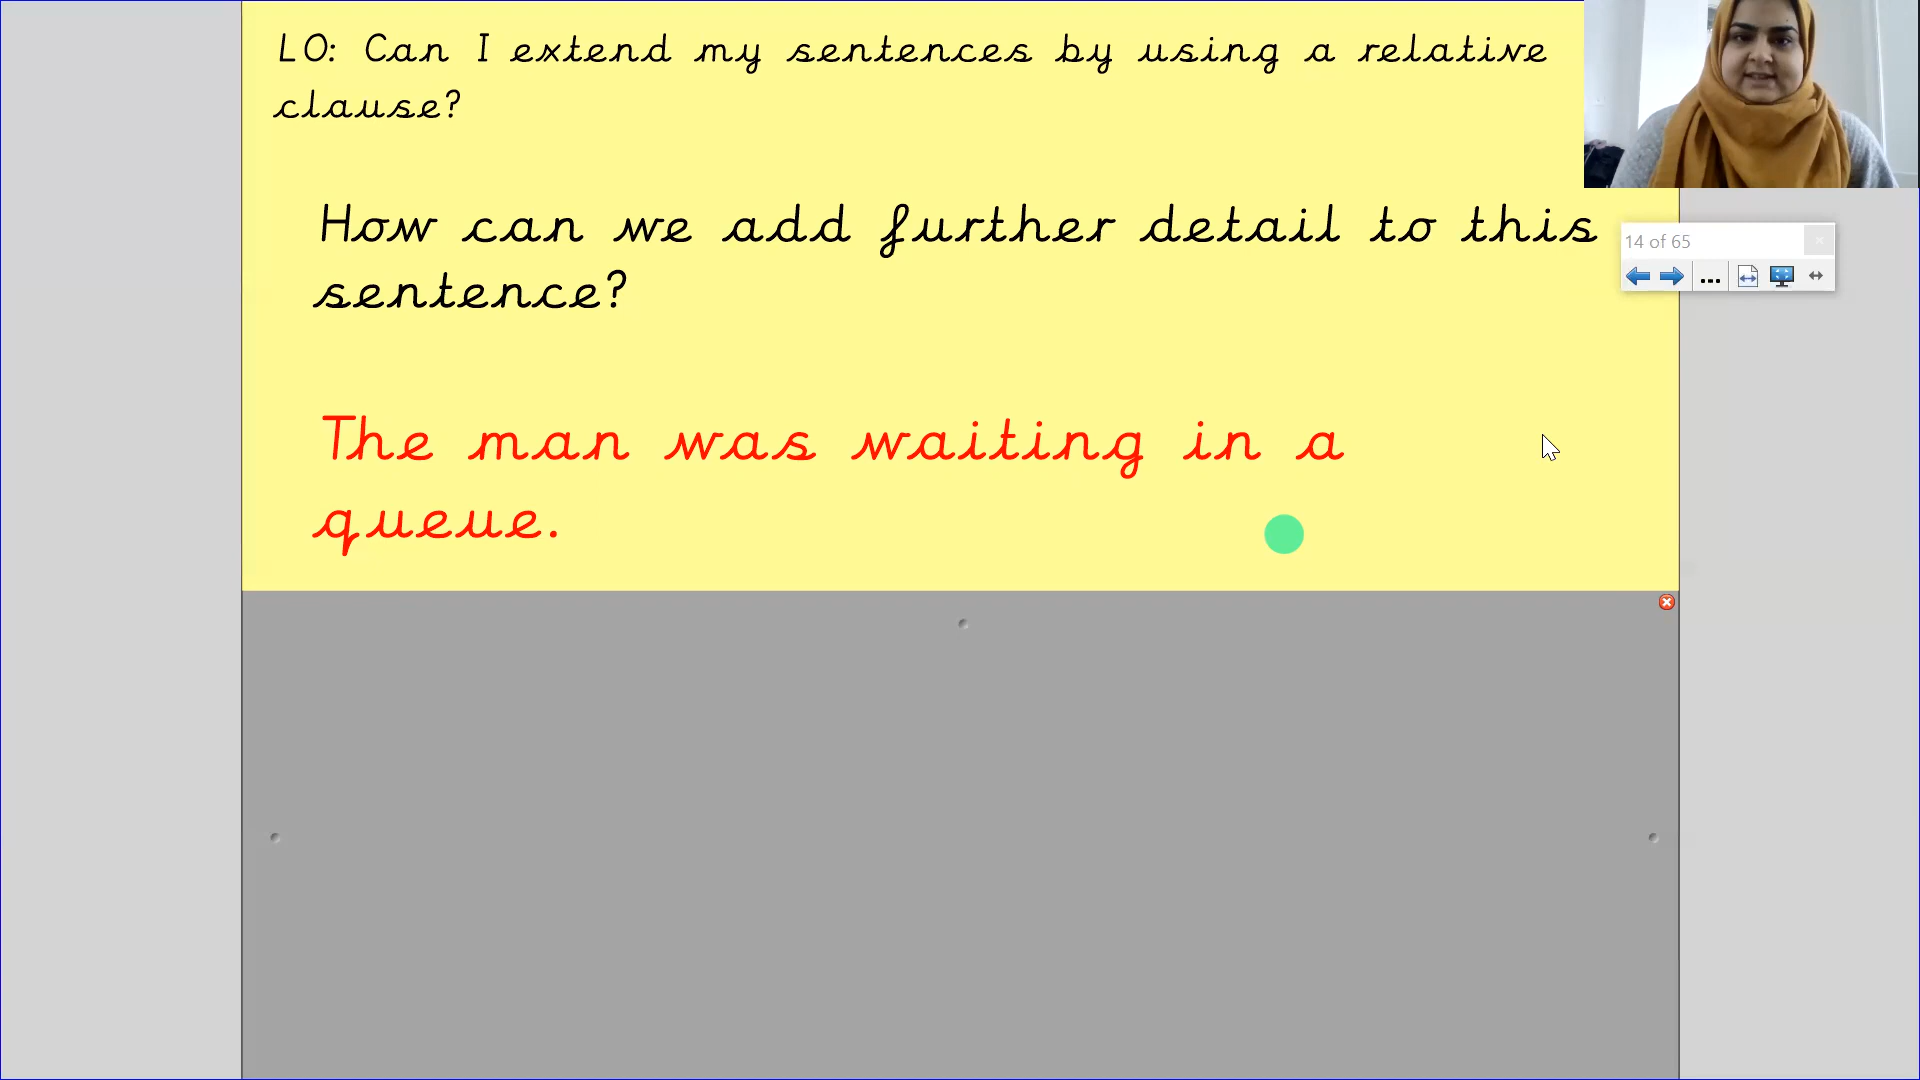 LO: Can I extend my sentences by using a relative
clause?
How can we add further detail to this
sentence?
14 of 65
The man was waiting in a
queue.